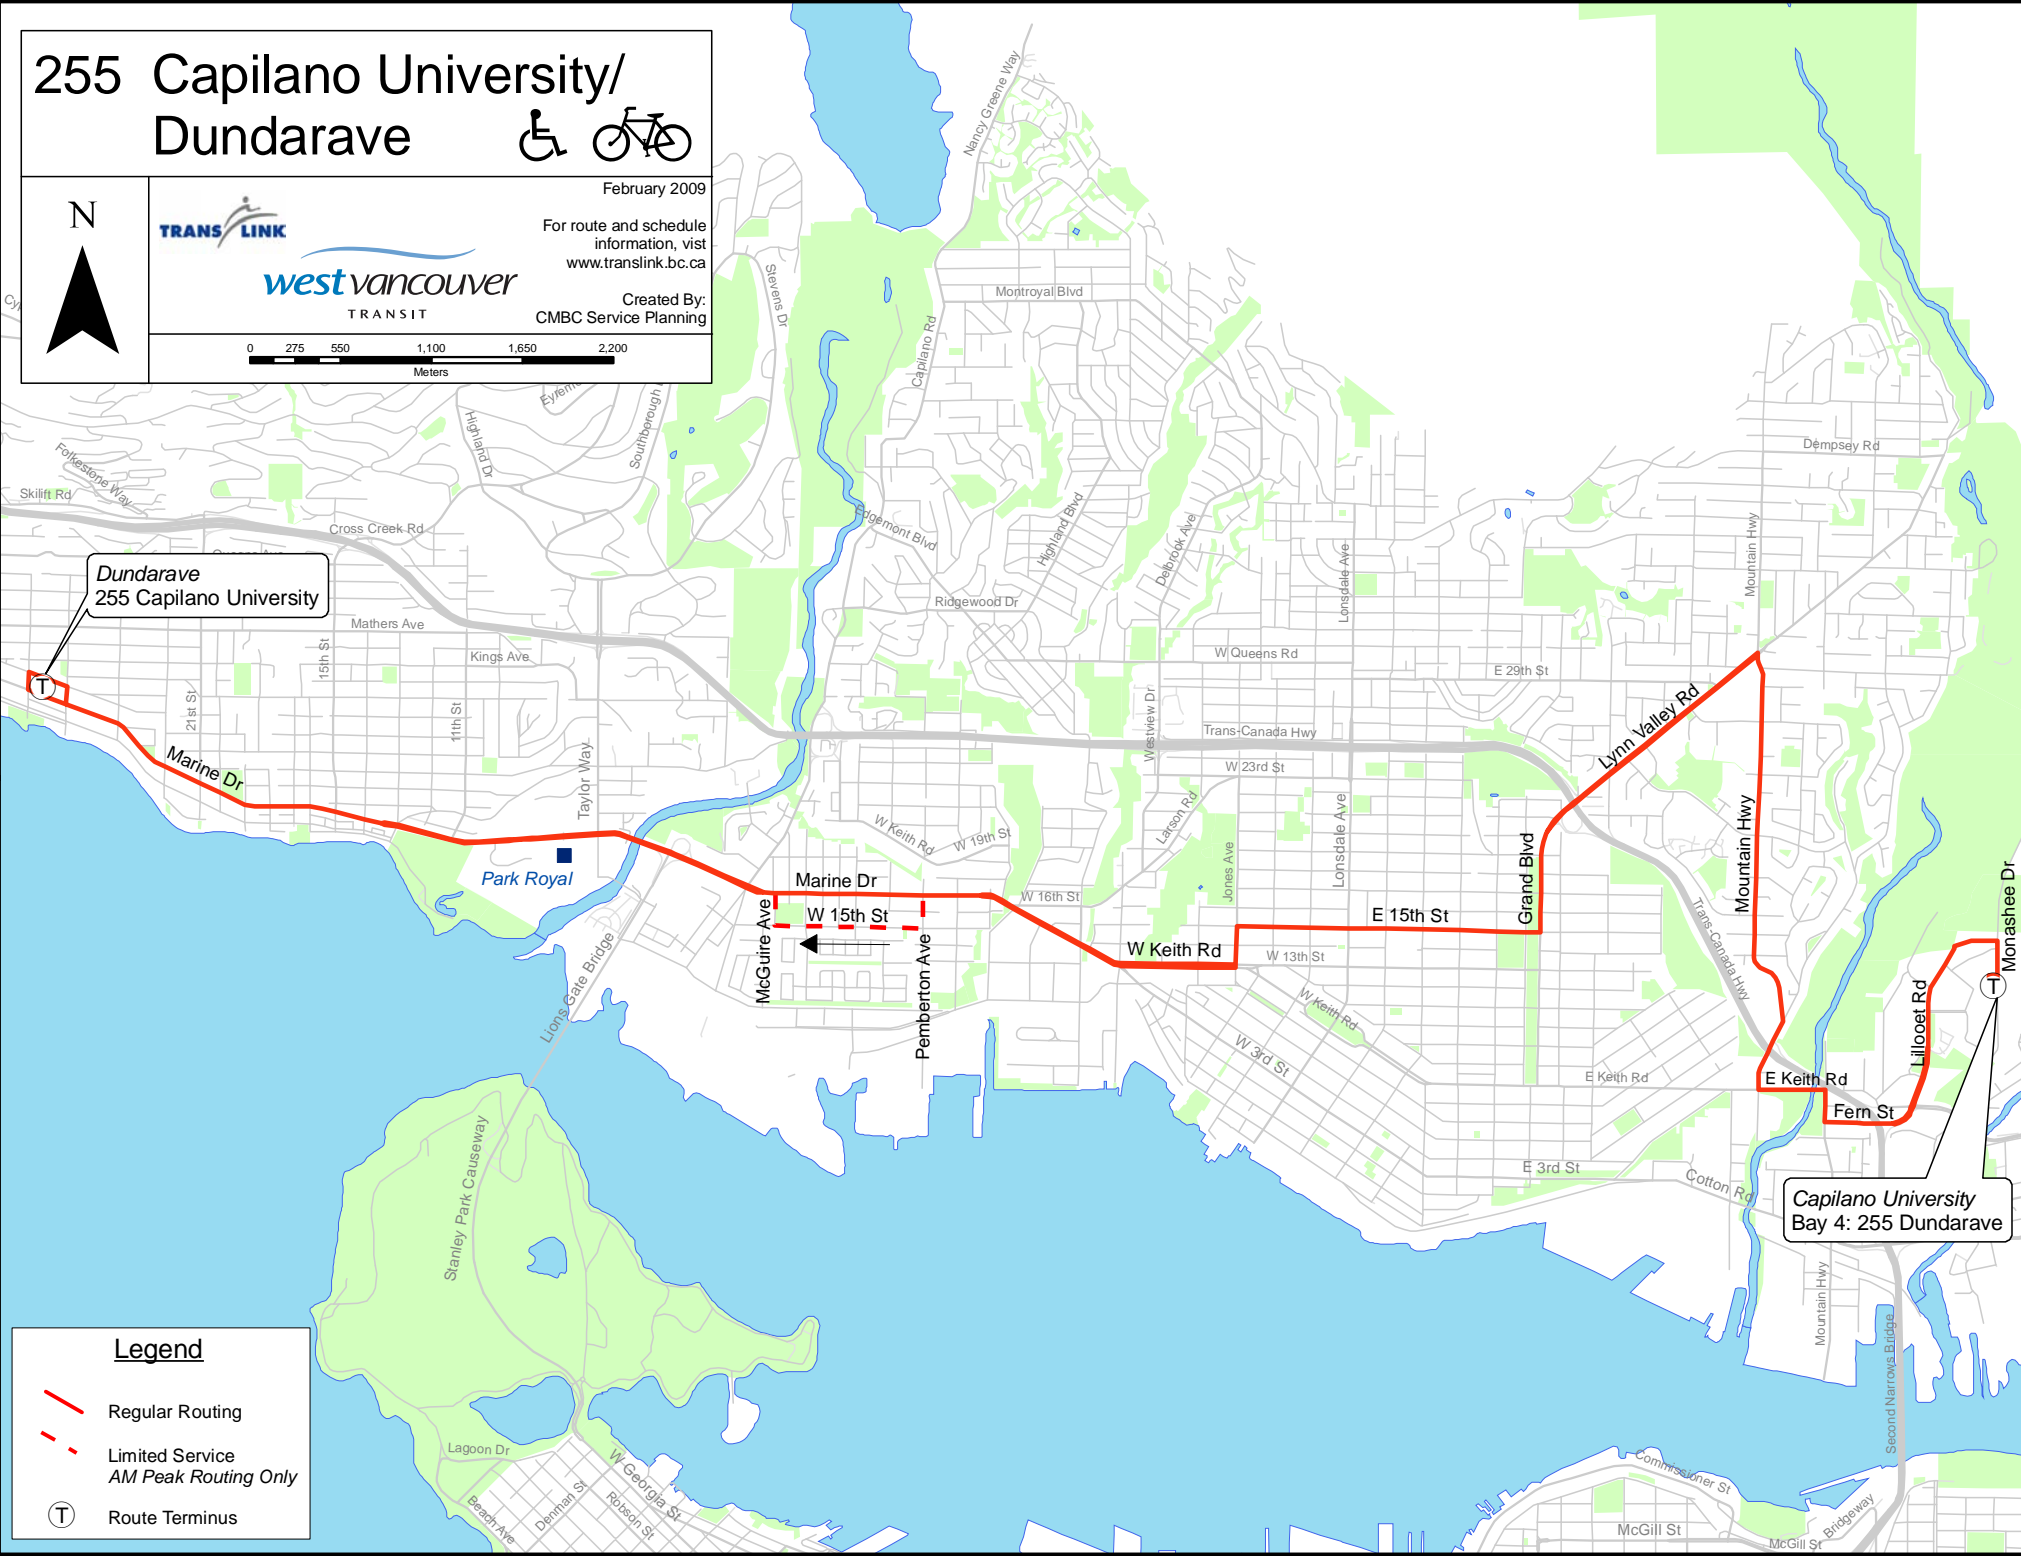 255 Capilano University/
Dundarave
N
TRANS LINK
west vancouver
TRANSIT
February 2009
For route and schedule
information, vist
www.translink.bc.ca
Created By:
CMBC Service Planning
0 275 550 1,100 1,650 2,200
Meters
Nancy Greene Way
Stevens Dr
Montroyal Blvd
Capilano Rd
Highland Dr
Southborough
Folkestone Way
Skilift Rd
Cross Creek Rd
Edgemont Blvd
Highland Blvd
Delbrook Ave
Lonsdale Ave
Mountain Hwy
Dempsey Rd
Dundarave
255 Capilano University
Mathers Ave
Kings Ave
15th St
21st St
11th St
Taylor Way
Ridgewood Dr
W Queens Rd
E 29th St
Westview Dr
Trans-Canada Hwy
W 23rd St
Larson Rd
Jones Ave
Lonsdale Ave
T
Marine Dr
Park Royal
Lions Gate Bridge
W Keith Rd
W 19th St
Marine Dr
W 15th St
McGuire Ave
Pemberton Ave
W 16th St
W Keith Rd
W 13th St
E 15th St
Grand Blvd
Lynn Valley Rd
Mountain Hwy
Trans-Canada Hwy
W Keith Rd
W 3rd St
E Keith Rd
E Keith Rd
Fern St
Lillooet Rd
Monashee Dr
T
E 3rd St
Cotton Rd
Capilano University
Bay 4: 255 Dundarave
Mountain Hwy
Second Narrows Bridge
Stanley Park Causeway
Lagoon Dr
Beach Ave
Denman St
Robson St
W Georgia St
Commissioner St
McGill St
McGill St
Bridgeway
Legend
Regular Routing
Limited Service
AM Peak Routing Only
T Route Terminus